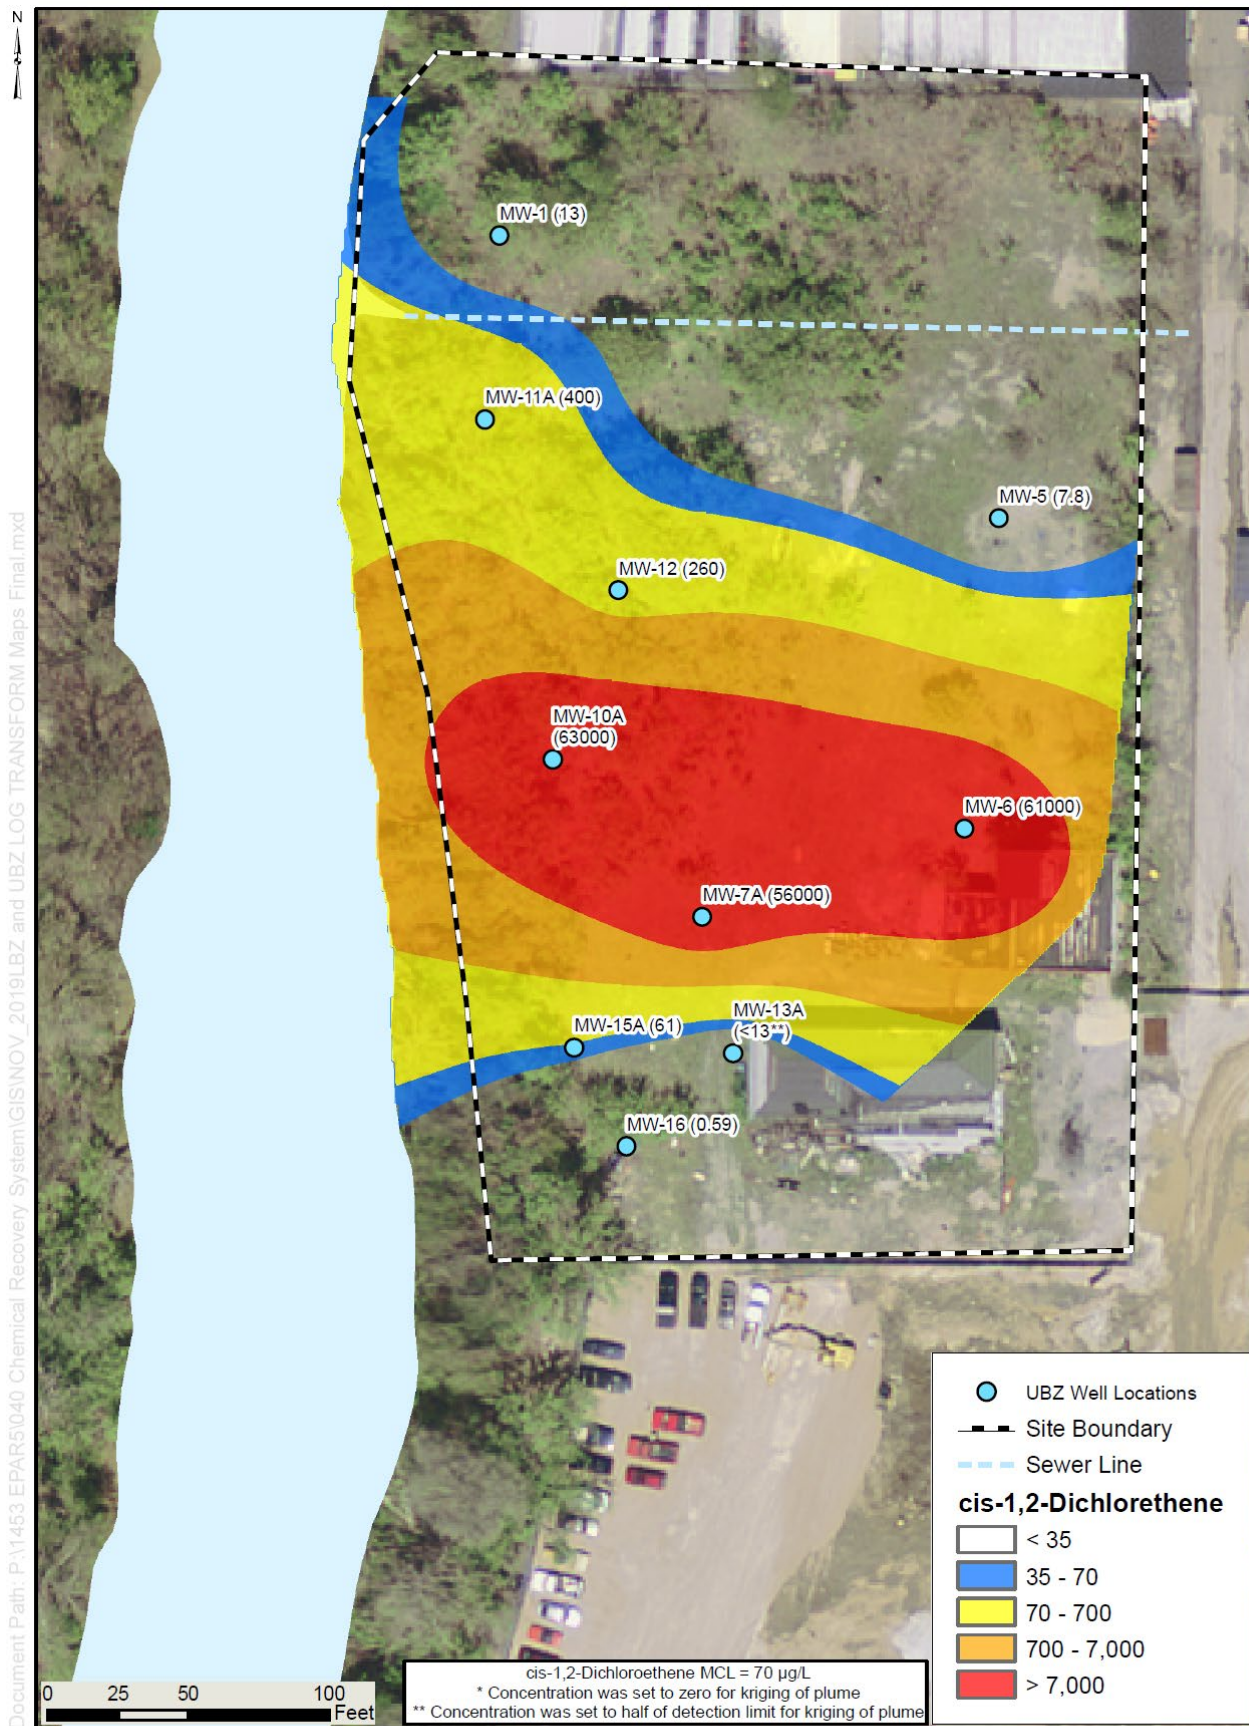 N
MW-1 (13)
MW-11A (400)
MW-5 (7.8)
MW-12 (260)
MW-10A
(63000)
MW-6 (61000)
MW-7A (56000)
MW-13A
(<13**)
MW-15A (61)
MW-16 (0.59)
UBZ Well Locations
Site Boundary
Sewer Line
cis-1,2-Dichlorethene
< 35
35 - 70
70 - 700
700 - 7,000
> 7,000
cis-1,2-Dichloroethene MCL = 70 µg/L
* Concentration was set to zero for kriging of plume
** Concentration was set to half of detection limit for kriging of plume
0 25 50 100
Feet
Document Path: P:\1453 EPAR5\040 Chemical Recovery System\GIS\NOV_2019LBZ and UBZ LOG TRANSFORM Maps Final.mxd